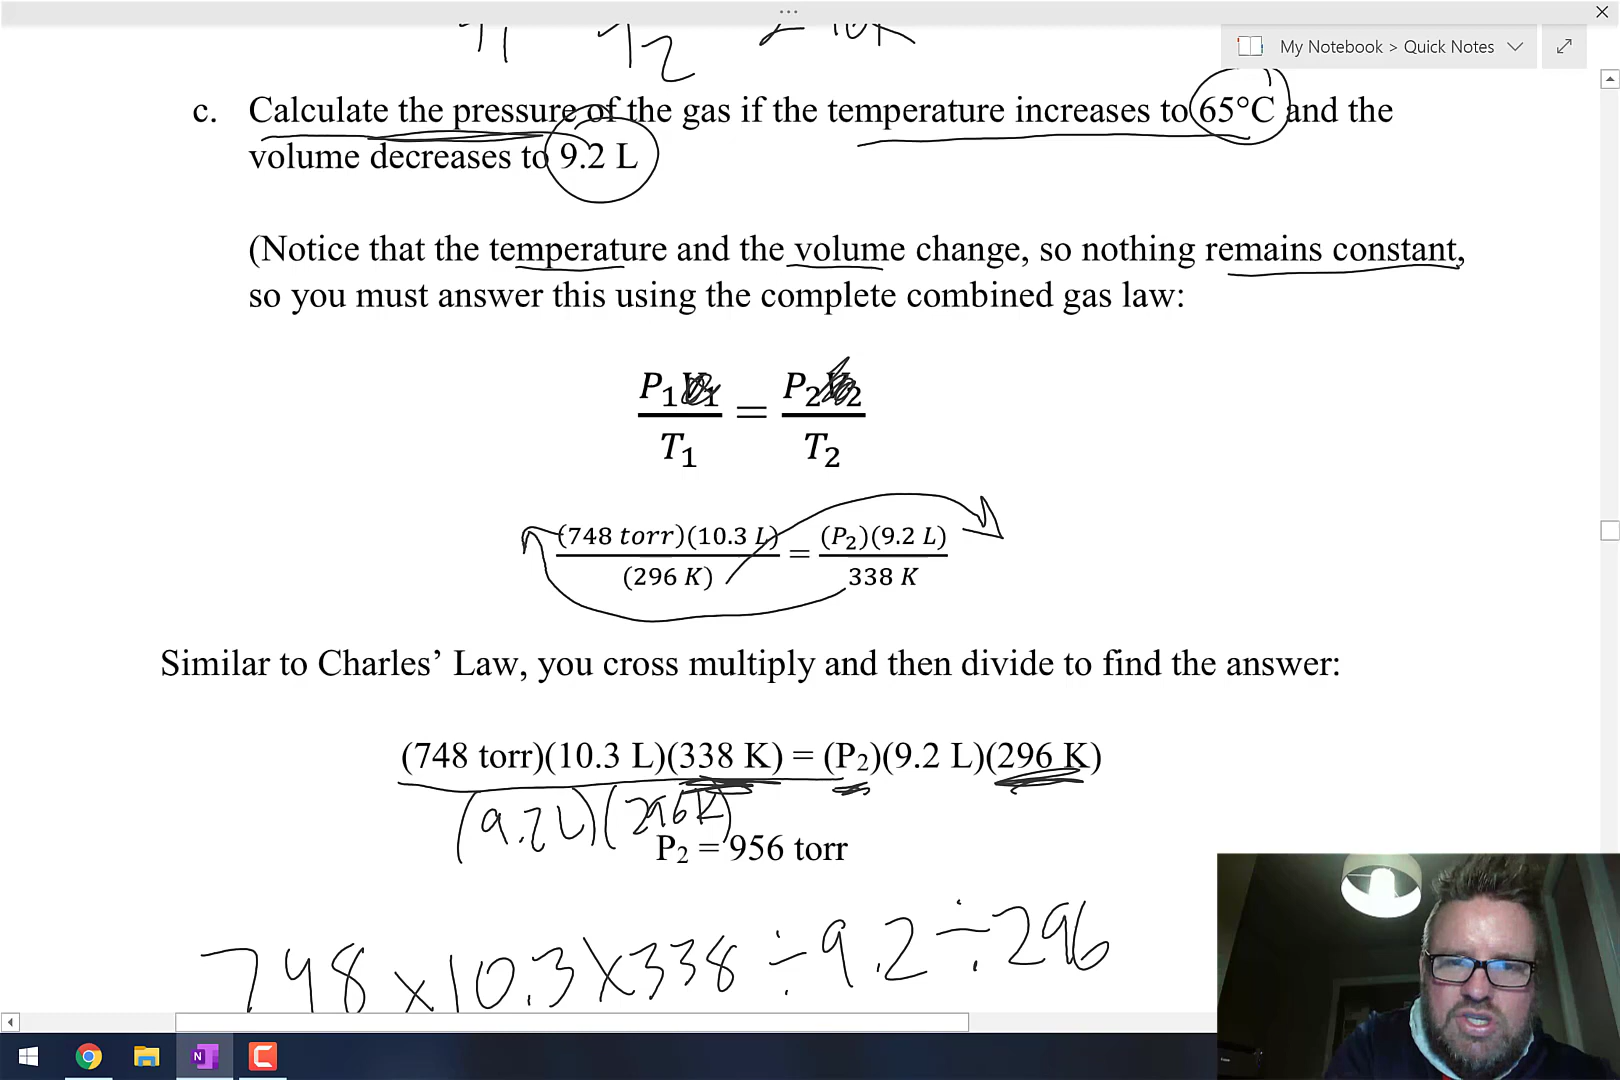 My Notebook > Quick Notes
c. Calculate the pressure of the gas if the temperature increases to 65°C and the
volume decreases to 9.2 L
(Notice that the temperature and the volume change, so nothing remains constant,
so you must answer this using the complete combined gas law:
P₁V₁ / T₁ = P₂V₂ / T₂
(748 torr)(10.3 L) / (296 K) = (P₂)(9.2 L) / 338 K
Similar to Charles’ Law, you cross multiply and then divide to find the answer:
(748 torr)(10.3 L)(338 K) = (P₂)(9.2 L)(296 K)
(9.2 L)(296K)
P₂ = 956 torr
748 x 10.3 x 338 ÷ 9.2 ÷ 296